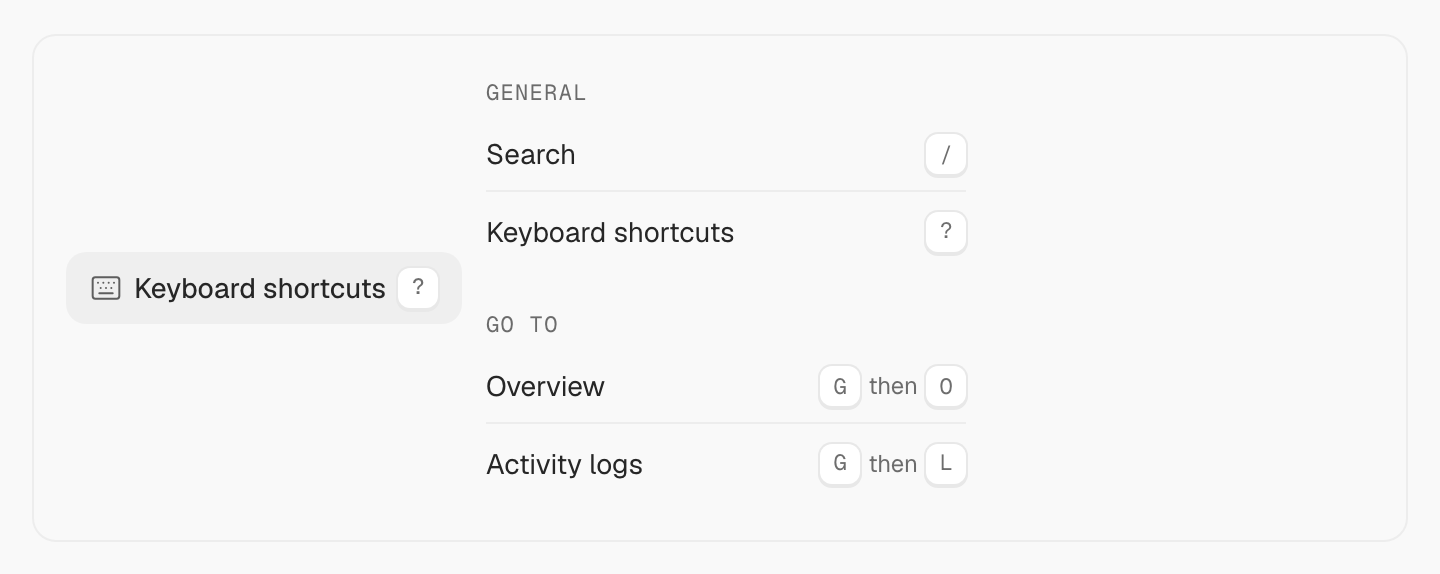 Keyboard shortcuts ?
GENERAL
Search /
Keyboard shortcuts ?
GO TO
Overview G then O
Activity logs G then L